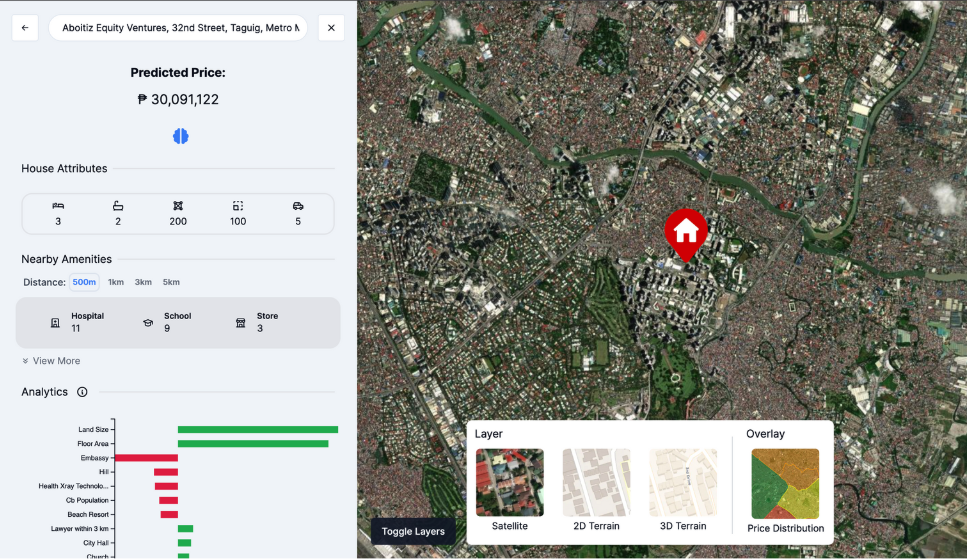 Aboitiz Equity Ventures, 32nd Street, Taguig, Metro M
Predicted Price:
₱ 30,091,122
House Attributes
3 2 200 100 5
Nearby Amenities
Distance: 500m 1km 3km 5km
Hospital School Store
11 9 3
View More
Analytics
Land Size
Floor Area
Embassy
Hill
Health Xray Technolo...
Cb Population
Beach Resort
Lawyer within 3 km
City Hall
Church
Toggle Layers
Layer Overlay
Satellite 2D Terrain 3D Terrain Price Distribution